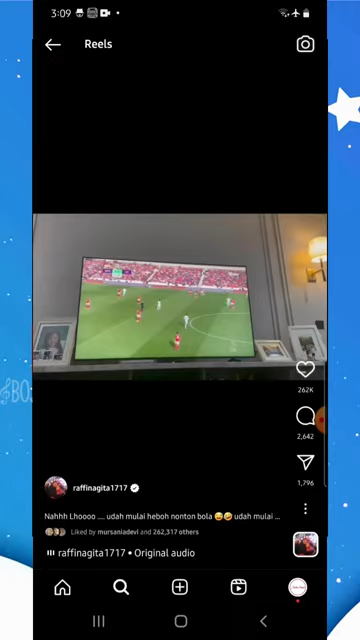 3:09
Reels
262K
2,642
1,796
raffinagita1717
Nahhh Lhoooo .... udah mulai heboh nonton bola 😆🤣 udah mulai ...
Liked by mursaniadevi and 262,317 others
raffinagita1717 • Original audio